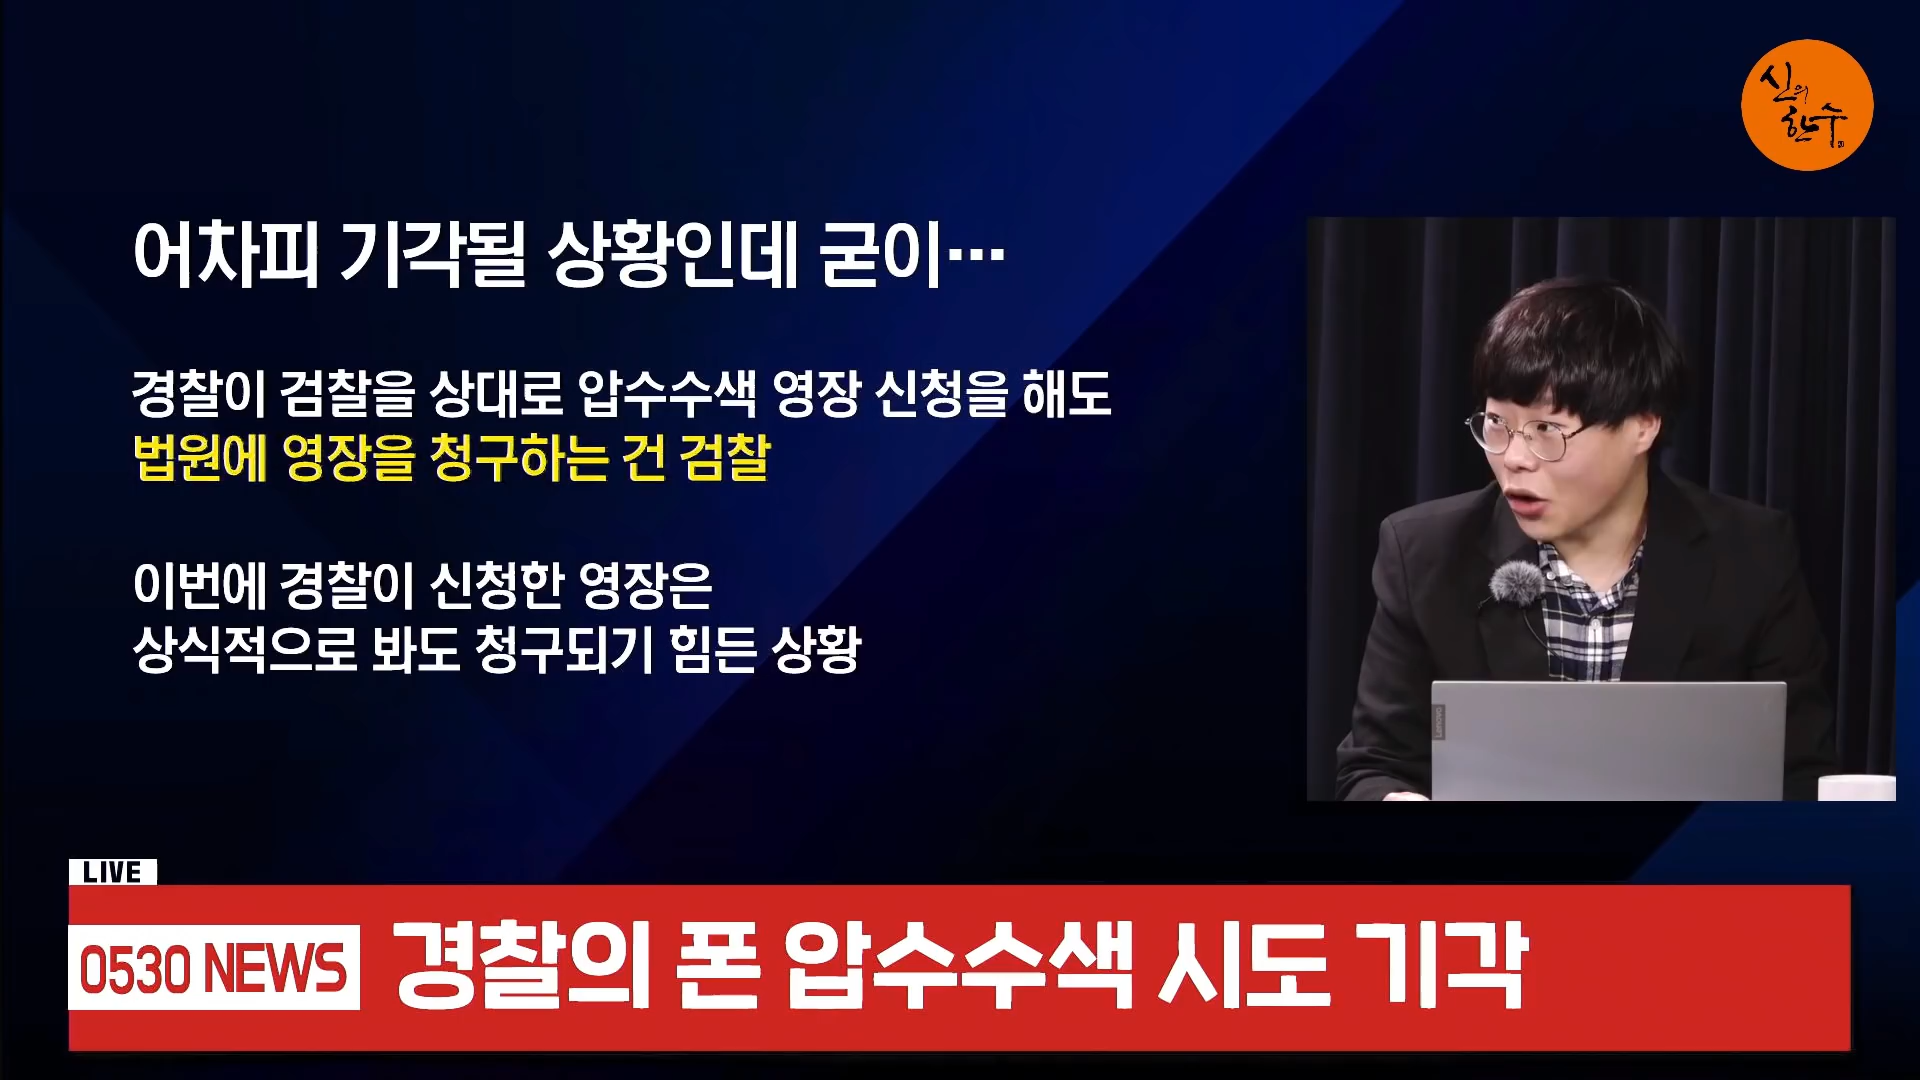 신의
한수
어차피 기각될 상황인데 굳이…
경찰이 검찰을 상대로 압수수색 영장 신청을 해도
법원에 영장을 청구하는 건 검찰
이번에 경찰이 신청한 영장은
상식적으로 봐도 청구되기 힘든 상황
Lenovo
LIVE
0530 NEWS 경찰의 폰 압수수색 시도 기각